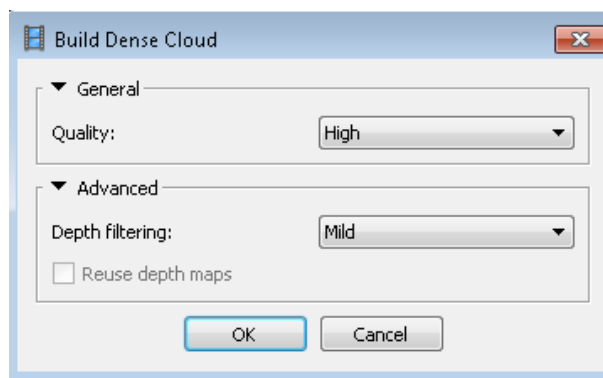 Build Dense Cloud
General
Quality: High
Advanced
Depth filtering: Mild
Reuse depth maps
OK Cancel